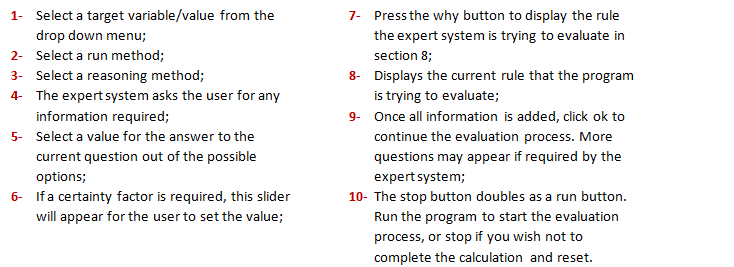 1- Select a target variable/value from the
drop down menu;
2- Select a run method;
3- Select a reasoning method;
4- The expert system asks the user for any
information required;
5- Select a value for the answer to the
current question out of the possible
options;
6- If a certainty factor is required, this slider
will appear for the user to set the value;
7- Press the why button to display the rule
the expert system is trying to evaluate in
section 8;
8- Displays the current rule that the program
is trying to evaluate;
9- Once all information is added, click ok to
continue the evaluation process. More
questions may appear if required by the
expert system;
10- The stop button doubles as a run button.
Run the program to start the evaluation
process, or stop if you wish not to
complete the calculation and reset.